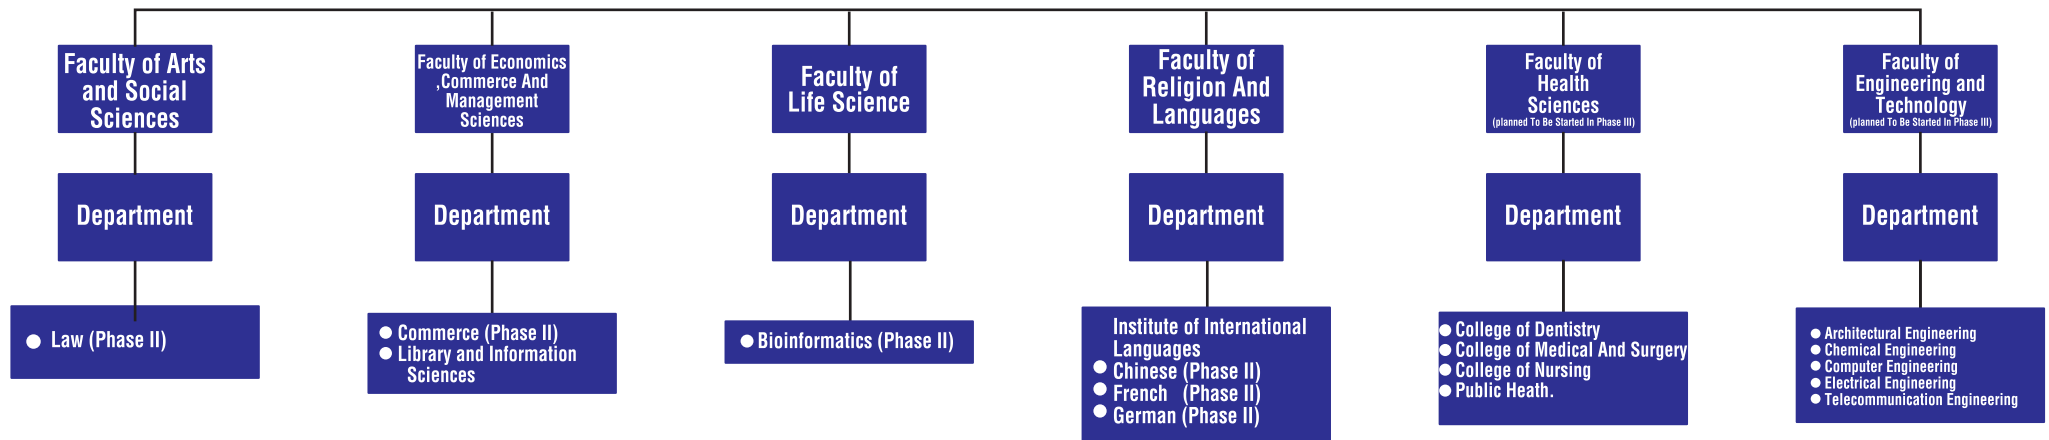 Faculty of Arts
and Social
Sciences
Faculty of Economics
,Commerce And
Management
Sciences
Faculty of
Life Science
Faculty of
Religion And
Languages
Faculty of
Health
Sciences
(planned To Be Started In Phase III)
Faculty of
Engineering and
Technology
(planned To Be Started In Phase III)
Department
Department
Department
Department
Department
Department
Law (Phase II)
Commerce (Phase II)
Library and Information
Sciences
Bioinformatics (Phase II)
Institute of International
Languages
Chinese (Phase II)
French (Phase II)
German (Phase II)
College of Dentistry
College of Medical And Surgery
College of Nursing
Public Heath.
Architectural Engineering
Chemical Engineering
Computer Engineering
Electrical Engineering
Telecommunication Engineering